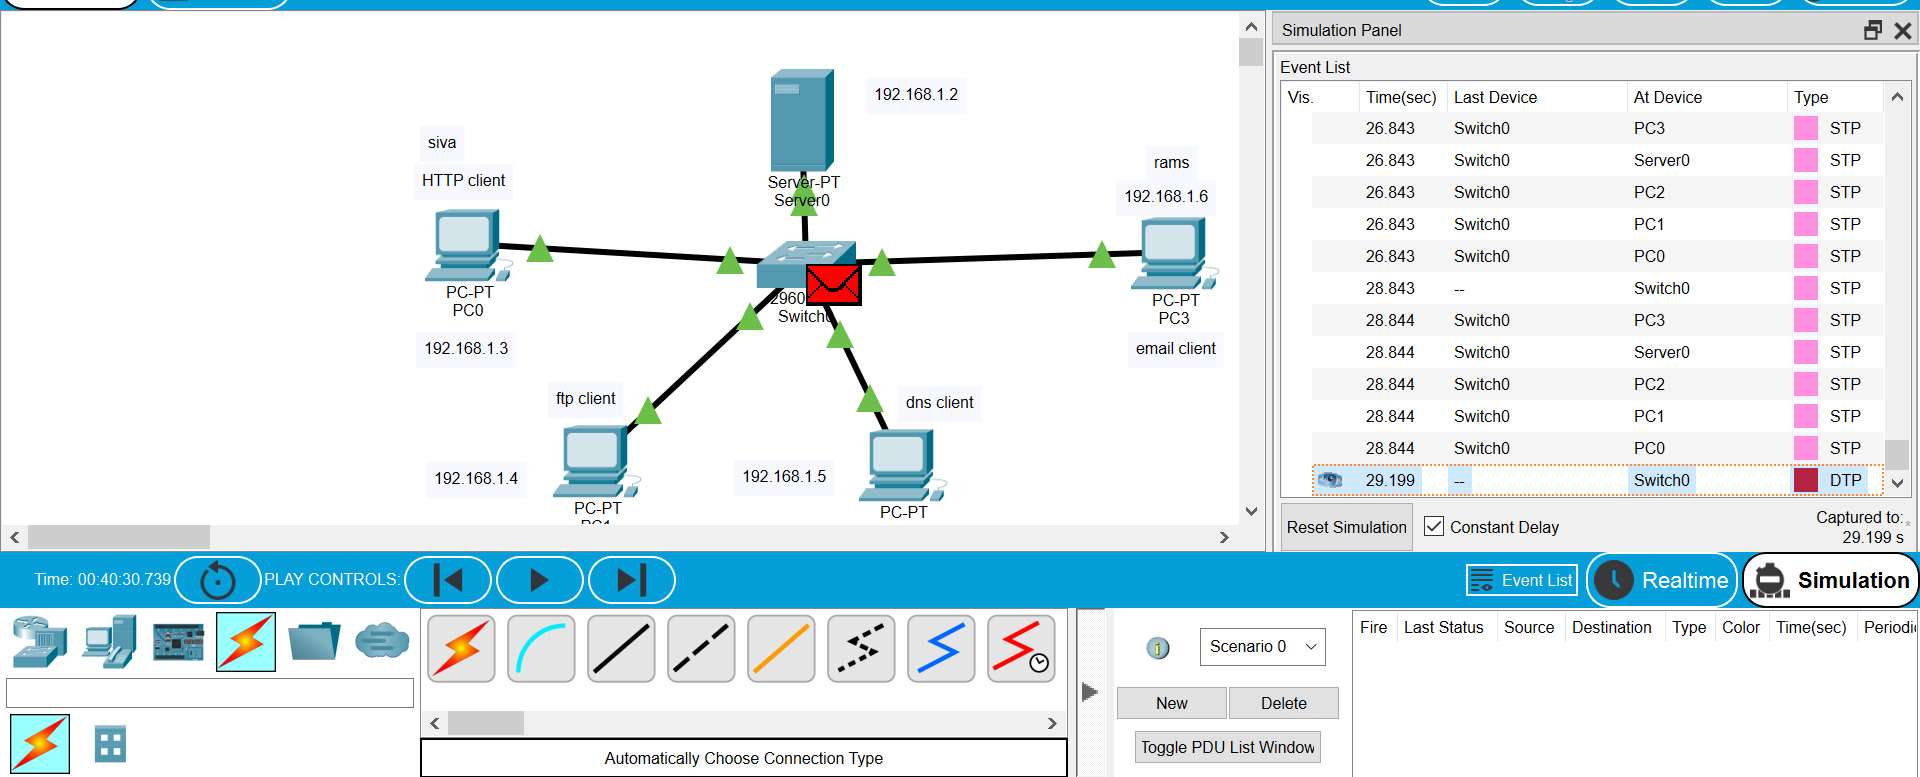 siva
HTTP client
PC-PT
PC0
192.168.1.3
Server-PT
Server0
192.168.1.2
rams
192.168.1.6
PC-PT
PC3
email client
2960
Switch0
ftp client
192.168.1.4
PC-PT
PC1
dns client
192.168.1.5
PC-PT
Simulation Panel
Event List
Vis. Time(sec) Last Device At Device Type
26.843 Switch0 PC3 STP
26.843 Switch0 Server0 STP
26.843 Switch0 PC2 STP
26.843 Switch0 PC1 STP
26.843 Switch0 PC0 STP
28.843 -- Switch0 STP
28.844 Switch0 PC3 STP
28.844 Switch0 Server0 STP
28.844 Switch0 PC2 STP
28.844 Switch0 PC1 STP
28.844 Switch0 PC0 STP
29.199 -- Switch0 DTP
Reset Simulation Constant Delay
Captured to:*
29.199 s
Time: 00:40:30.739 PLAY CONTROLS: Event List Realtime Simulation
Scenario 0
New Delete
Toggle PDU List Window
Fire Last Status Source Destination Type Color Time(sec) Periodic
Automatically Choose Connection Type